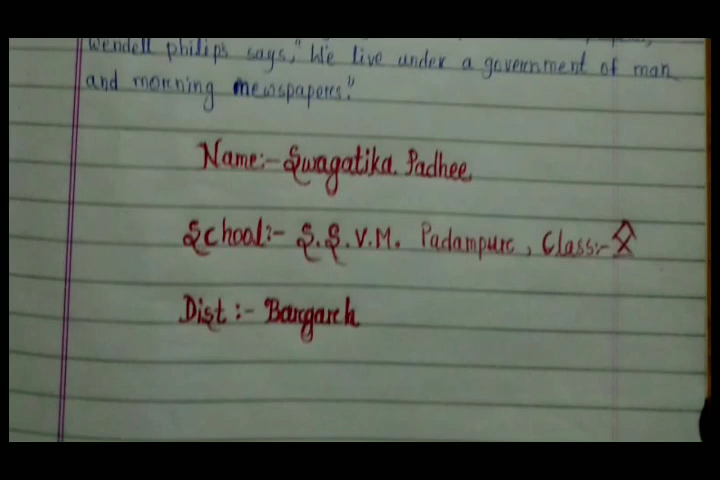 Wendell philips says, "We live under a government of man
and morning newspapers."
Name:- Swagatika Padhee
School:- S.S.V.M. Padampur, Class:- X
Dist :- Bargarh